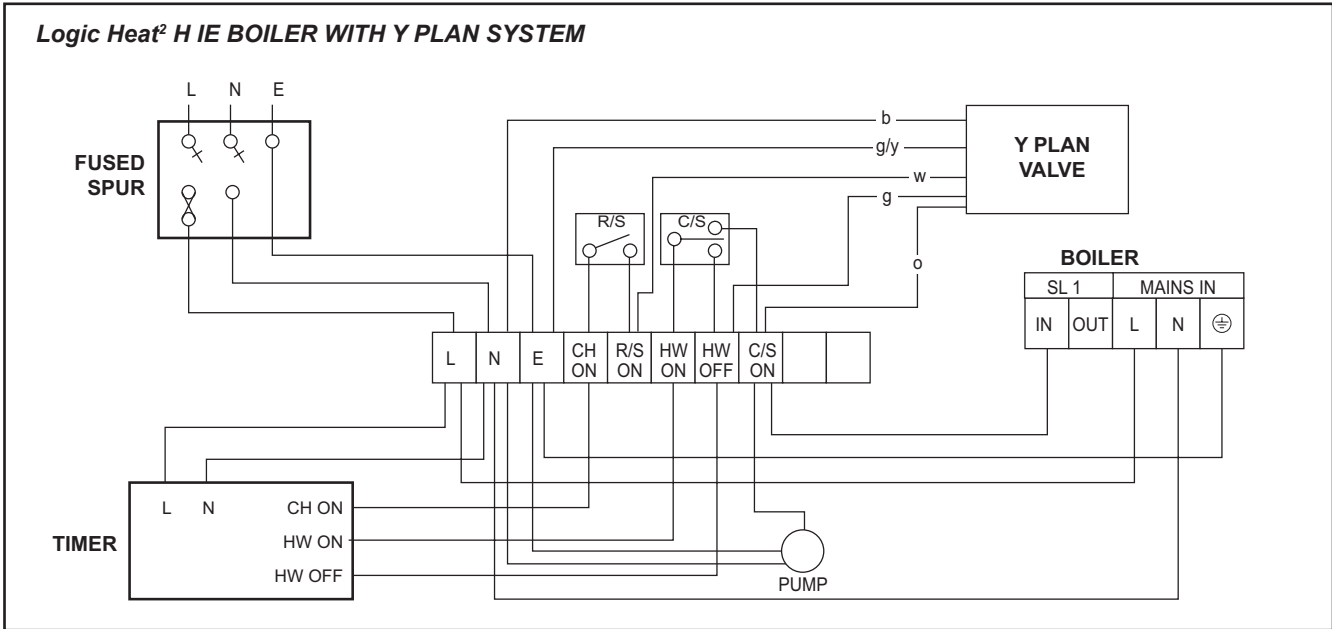 Logic Heat² H IE BOILER WITH Y PLAN SYSTEM
L N E
FUSED
SPUR
b
g/y
w
g
o
Y PLAN
VALVE
R/S
C/S
BOILER
SL 1 MAINS IN
IN OUT L N
L N E CH ON R/S ON HW ON HW OFF C/S ON
TIMER
L N
CH ON
HW ON
HW OFF
PUMP